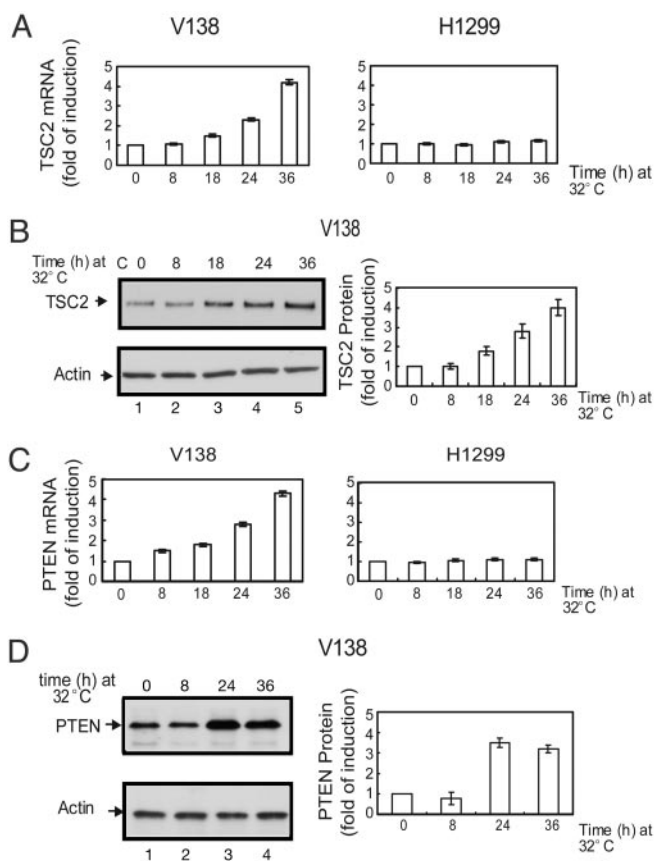 A
V138
H1299
TSC2 mRNA
(fold of induction)
5
4
3
2
1
0 8 18 24 36
5
4
3
2
1
0 8 18 24 36
Time (h) at
32°C
B
V138
Time (h) at
32°C
C 0 8 18 24 36
TSC2
Actin
1 2 3 4 5
TSC2 Protein
(fold of induction)
5
4
3
2
1
0
0 8 18 24 36
Time (h) at
32°C
C
V138
H1299
PTEN mRNA
(fold of induction)
5
4
3
2
1
0 8 18 24 36
5
4
3
2
1
0
0 8 18 24 36
Time (h) at
32°C
D
V138
time (h) at
32°C
0 8 24 36
PTEN
Actin
1 2 3 4
PTEN Protein
(fold of induction)
5
4
3
2
1
0
0 8 24 36
Time (h) at
32°C